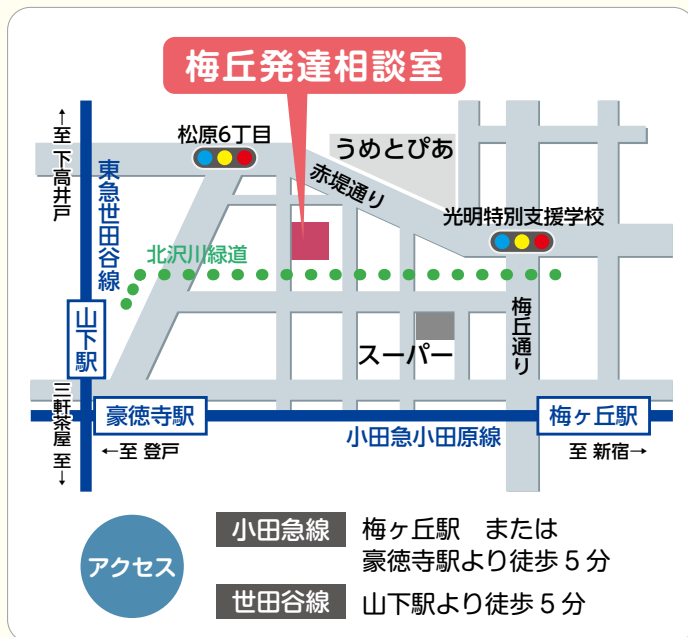 梅丘発達相談室
←至 下高井戸
東急世田谷線
松原6丁目
うめとぴあ
赤堤通り
光明特別支援学校
北沢川緑道
山下駅
梅丘通り
スーパー
三軒茶屋 至→
豪徳寺駅
梅ヶ丘駅
小田急小田原線
←至 登戸
至 新宿→
アクセス
小田急線 梅ヶ丘駅 または
豪徳寺駅より徒歩5分
世田谷線 山下駅より徒歩5分